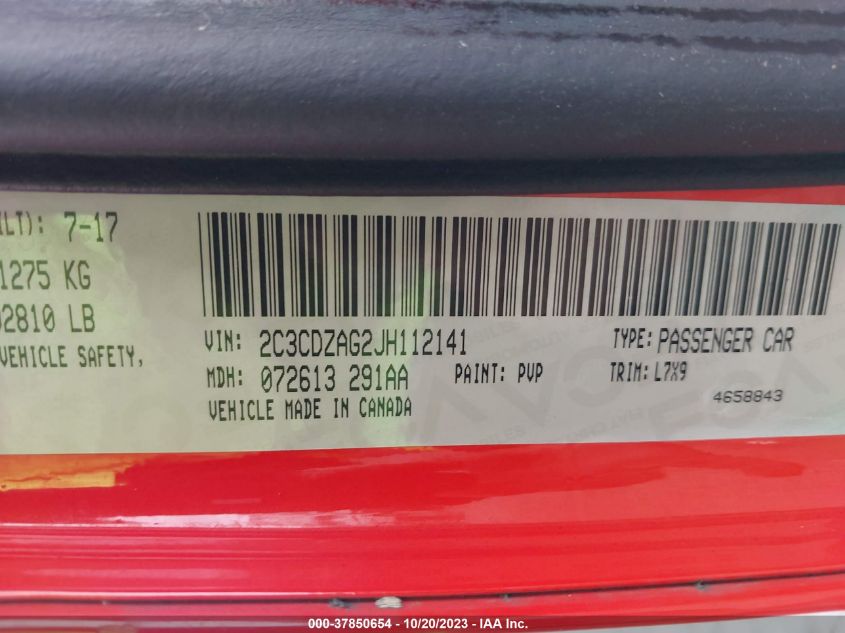 ILT): 7-17
1275 KG
2810 LB
VEHICLE SAFETY,
VIN: 2C3CDZAG2JH112141
TYPE: PASSENGER CAR
MDH: 072613 291AA
PAINT: PVP
TRIM: L7X9
VEHICLE MADE IN CANADA
4658843
000-37850654 - 10/20/2023 - IAA Inc.